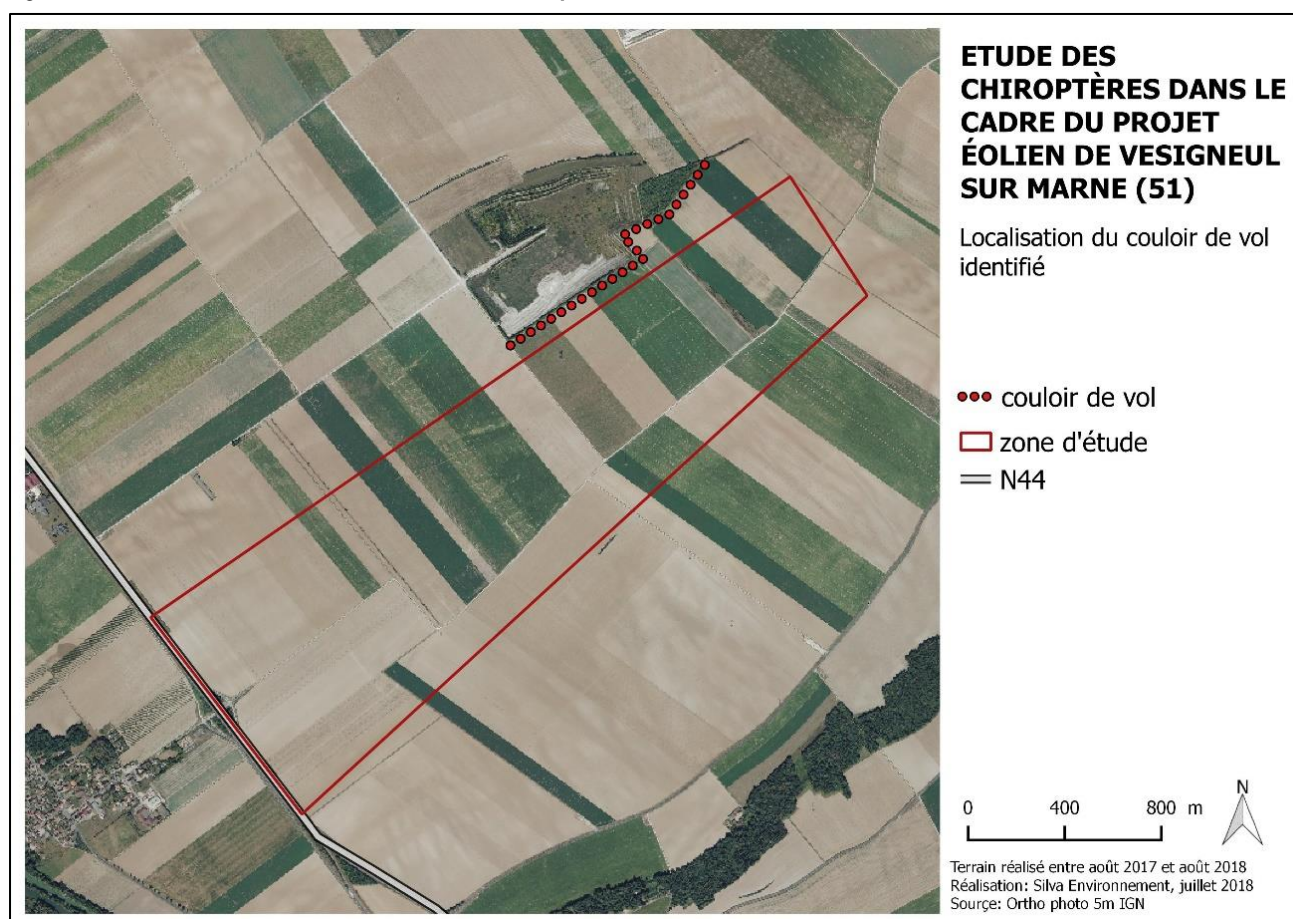 ETUDE DES
CHIROPTÈRES DANS LE
CADRE DU PROJET
ÉOLIEN DE VESIGNEUL
SUR MARNE (51)
Localisation du couloir de vol
identifié
couloir de vol
zone d'étude
N44
0 400 800 m
N
Terrain réalisé entre août 2017 et août 2018
Réalisation: Silva Environnement, juillet 2018
Source: Ortho photo 5m IGN